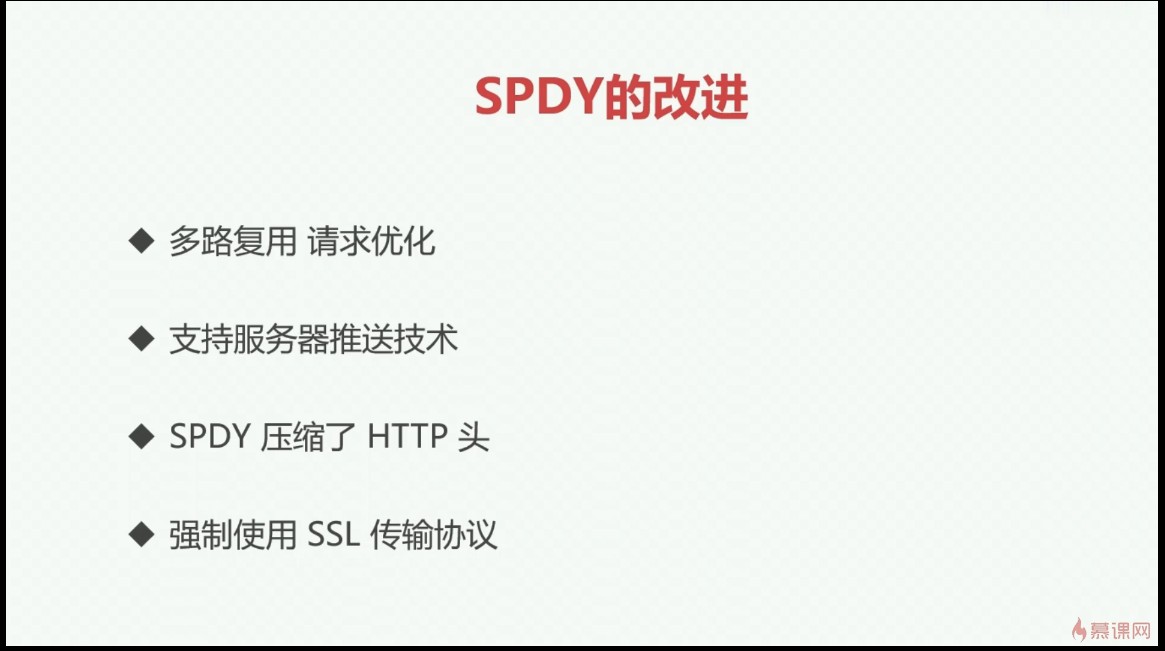 SPDY的改进
◆ 多路复用 请求优化
◆ 支持服务器推送技术
◆ SPDY 压缩了 HTTP 头
◆ 强制使用 SSL 传输协议
慕课网